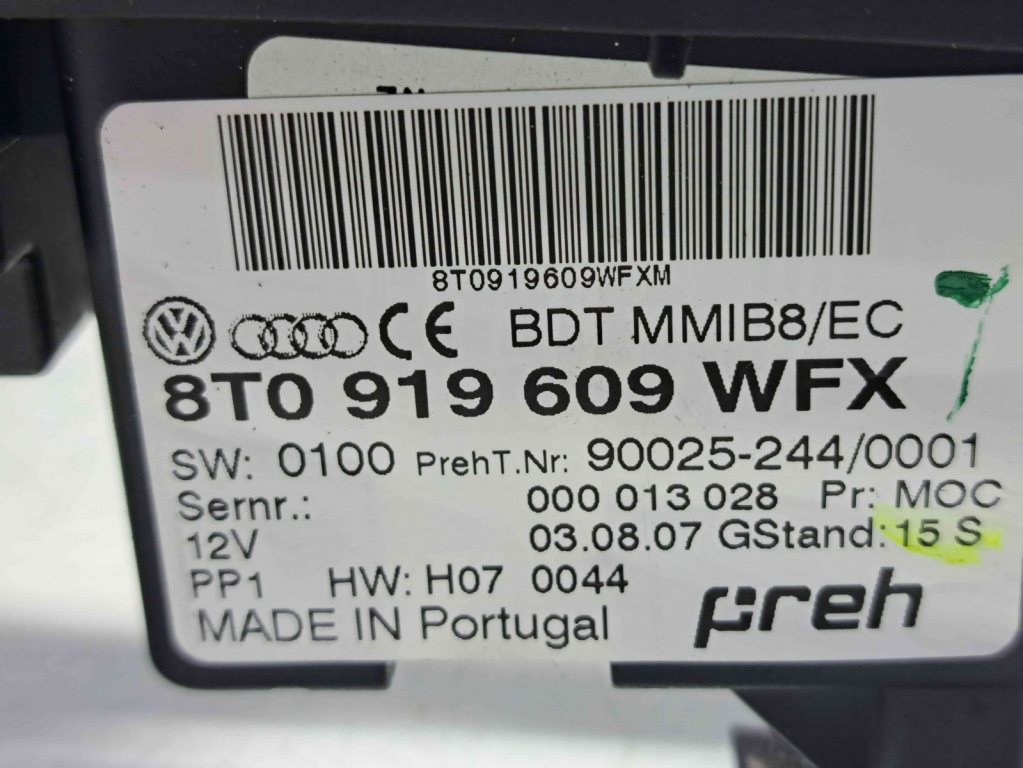 8T0919609WFXM
CE BDT MMIB8/EC
8T0 919 609 WFX
SW: 0100 PrehT.Nr: 90025-244/0001
Sernr.: 000 013 028 Pr: MOC
12V 03.08.07 GStand: 15 S
PP1 HW: H07 0044
MADE IN Portugal preh